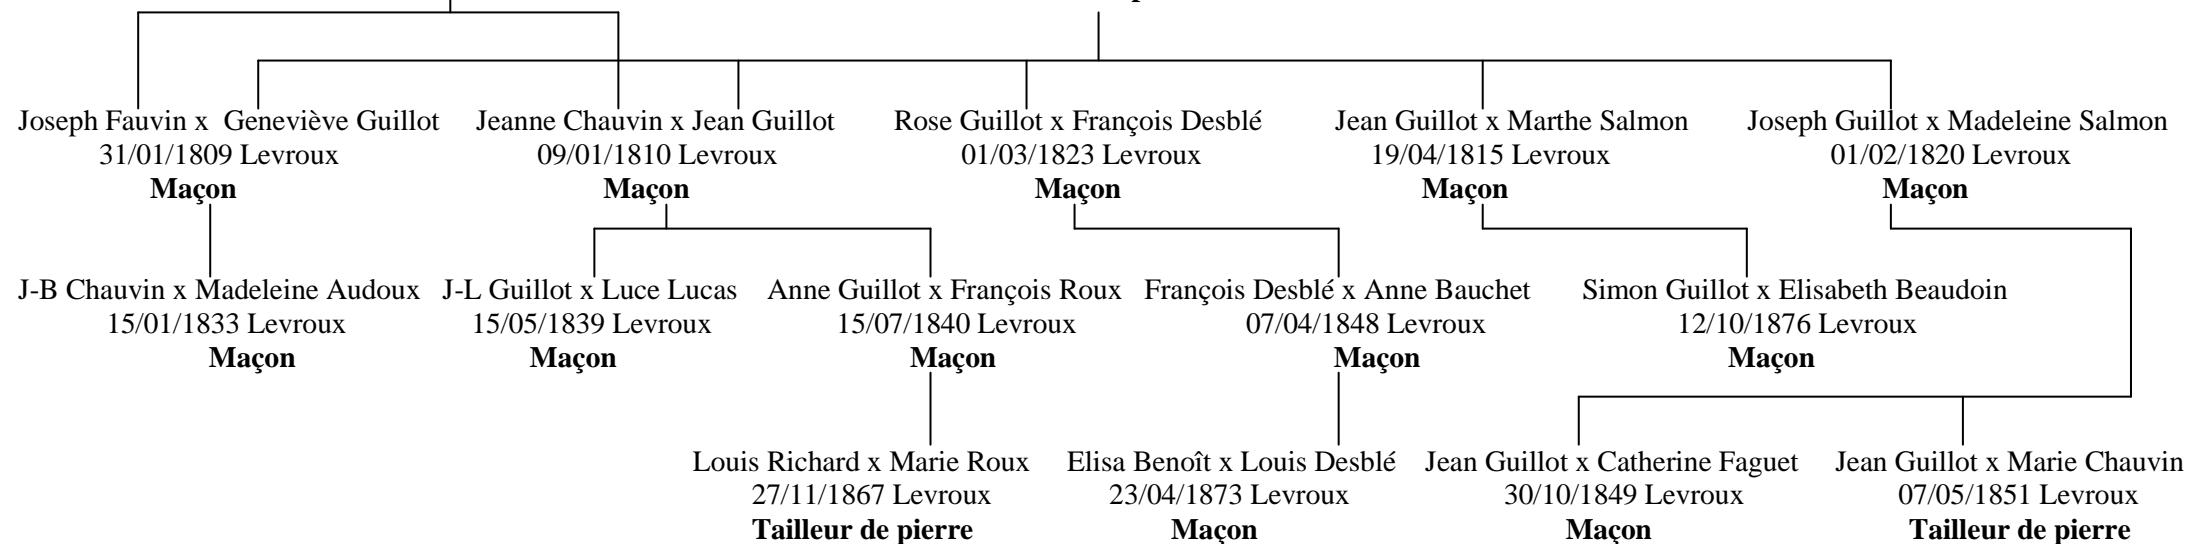 Joseph Fauvin x Geneviève Guillot Jeanne Chauvin x Jean Guillot Rose Guillot x François Desblé Jean Guillot x Marthe Salmon Joseph Guillot x Madeleine Salmon
31/01/1809 Levroux 09/01/1810 Levroux 01/03/1823 Levroux 19/04/1815 Levroux 01/02/1820 Levroux
Maçon Maçon Maçon Maçon Maçon
J-B Chauvin x Madeleine Audoux J-L Guillot x Luce Lucas Anne Guillot x François Roux François Desblé x Anne Bauchet Simon Guillot x Elisabeth Beaudoin
15/01/1833 Levroux 15/05/1839 Levroux 15/07/1840 Levroux 07/04/1848 Levroux 12/10/1876 Levroux
Maçon Maçon Maçon Maçon Maçon
Louis Richard x Marie Roux Elisa Benoît x Louis Desblé Jean Guillot x Catherine Faguet Jean Guillot x Marie Chauvin
27/11/1867 Levroux 23/04/1873 Levroux 30/10/1849 Levroux 07/05/1851 Levroux
Tailleur de pierre Maçon Maçon Tailleur de pierre